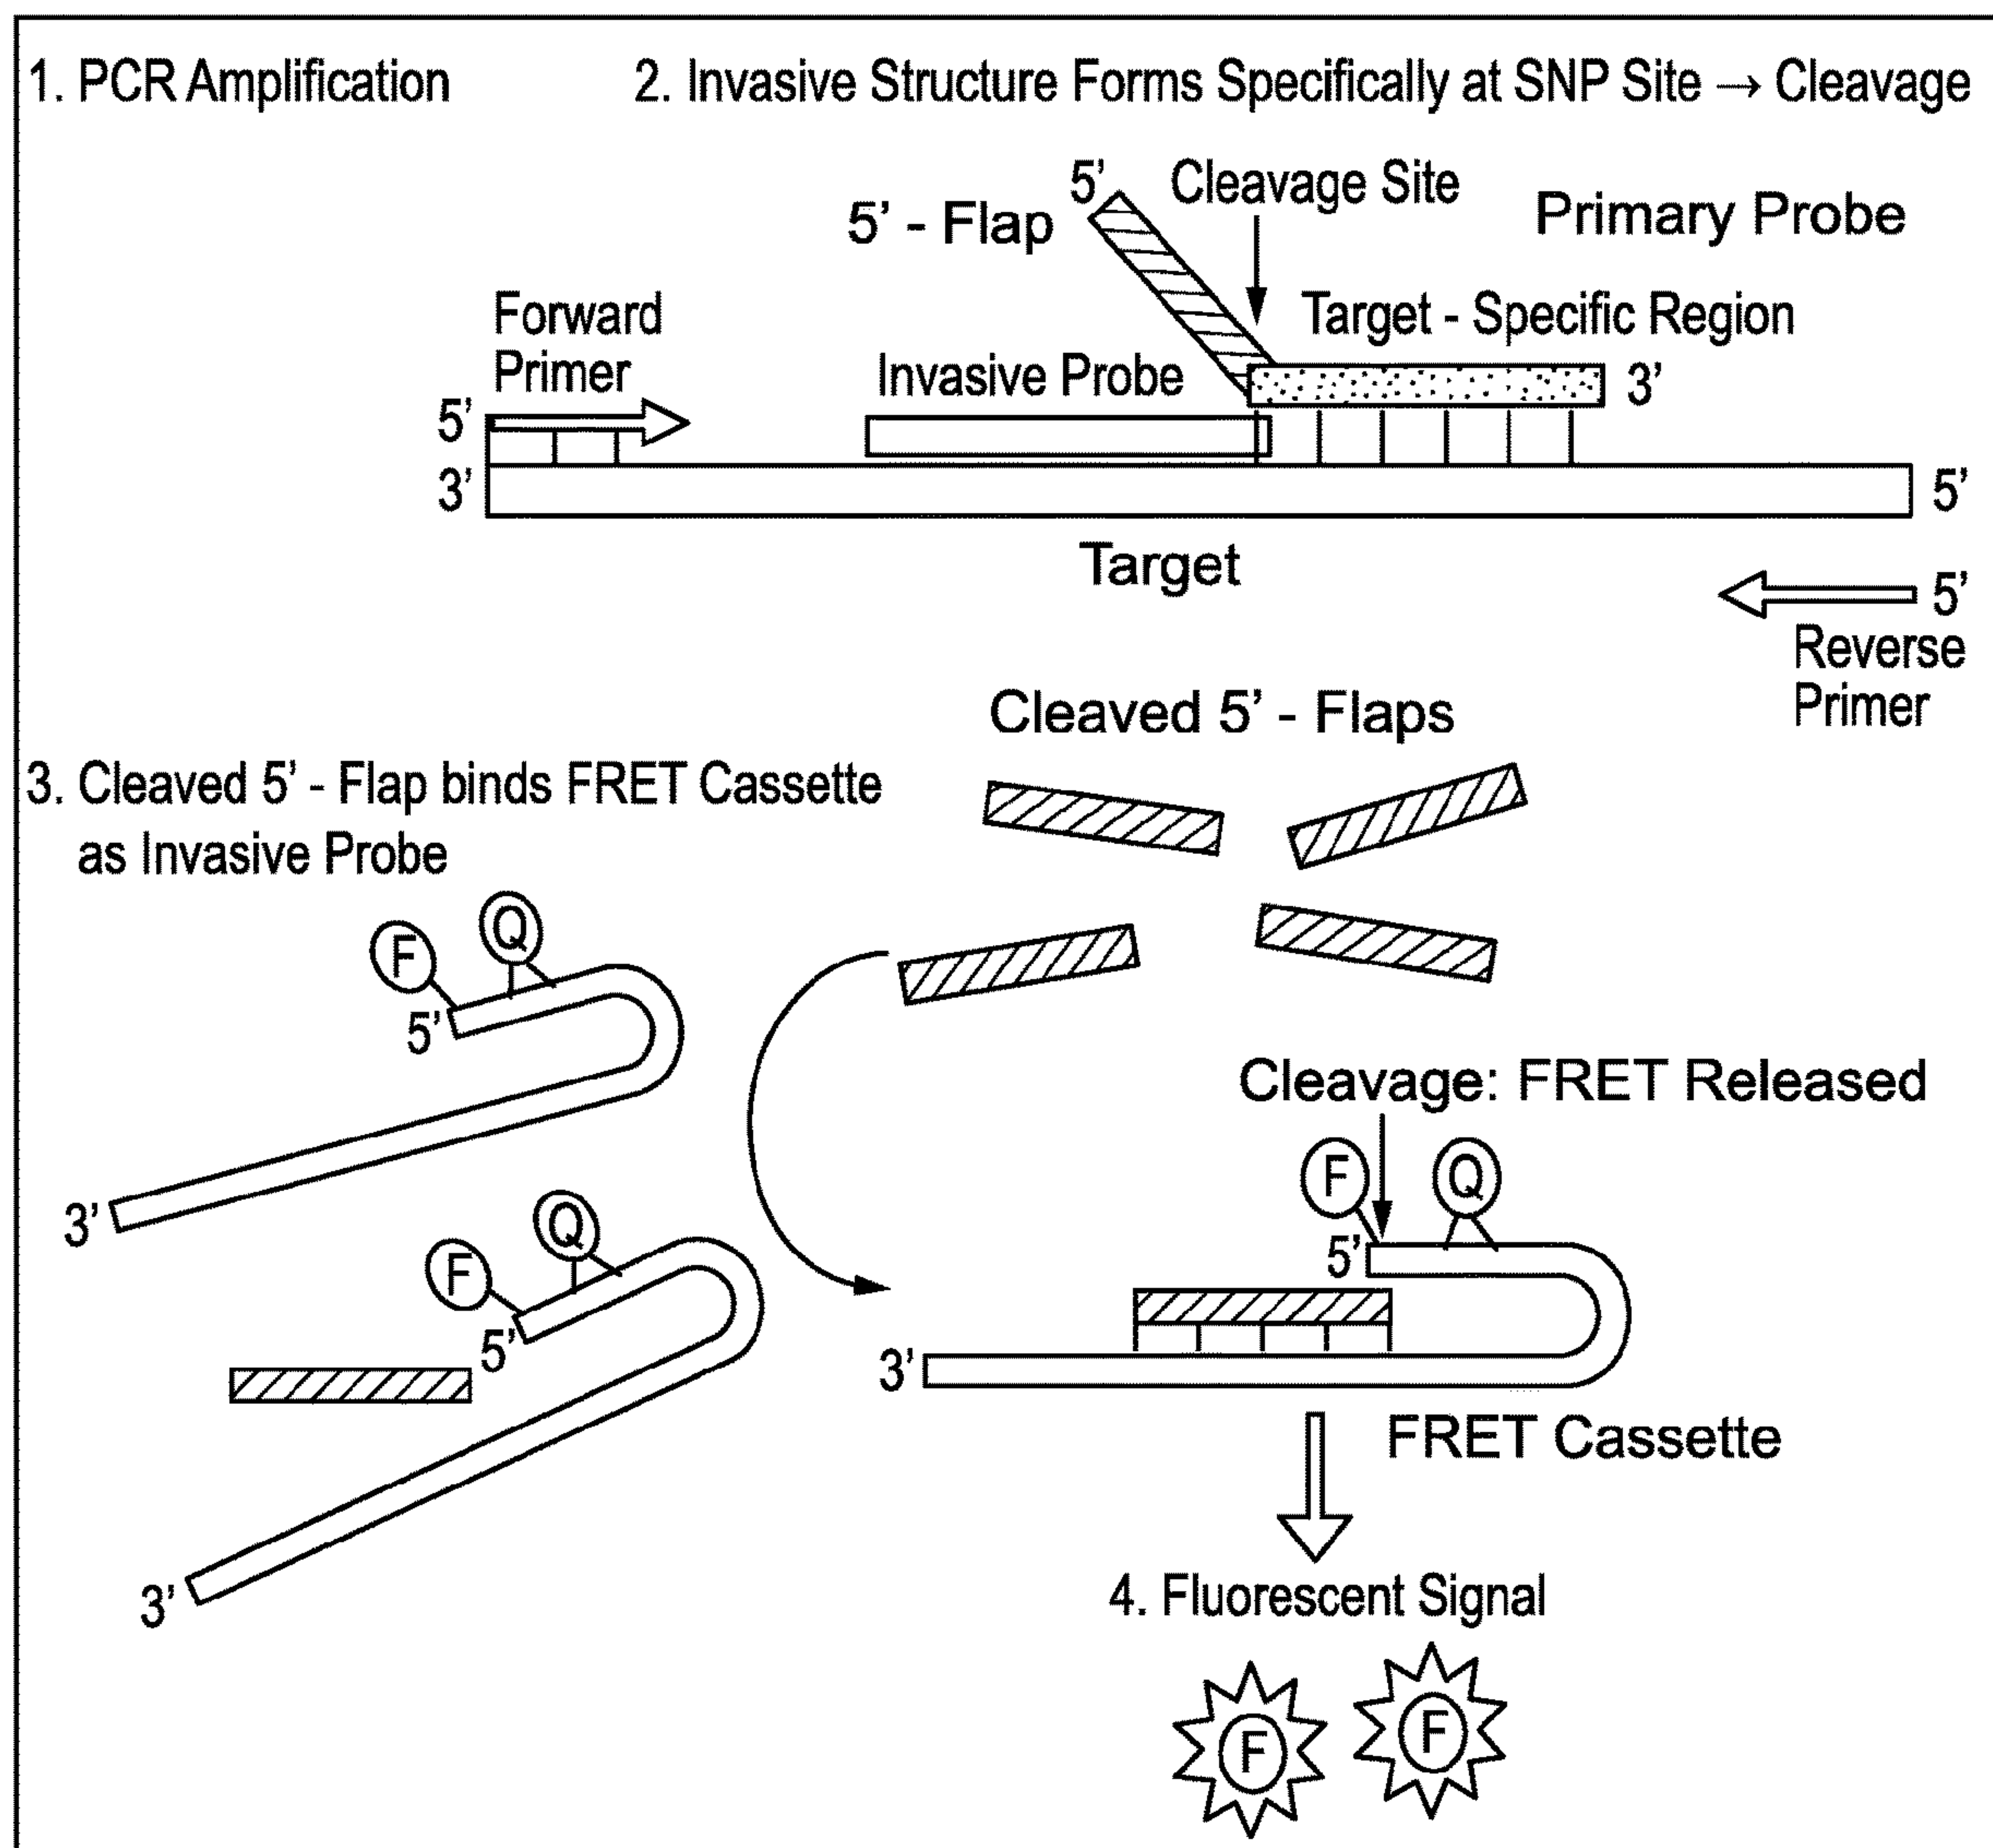 1. PCR Amplification
2. Invasive Structure Forms Specifically at SNP Site → Cleavage
5’
Cleavage Site
5’ - Flap
Primary Probe
Forward
Primer
Target - Specific Region
Invasive Probe
3’
5’
3’
5’
Target
5’
Reverse
Primer
Cleaved 5’ - Flaps
3. Cleaved 5’ - Flap binds FRET Cassette
as Invasive Probe
F
Q
5’
3’
Cleavage: FRET Released
F
Q
5’
F
Q
5’
3’
3’
FRET Cassette
4. Fluorescent Signal
F
F